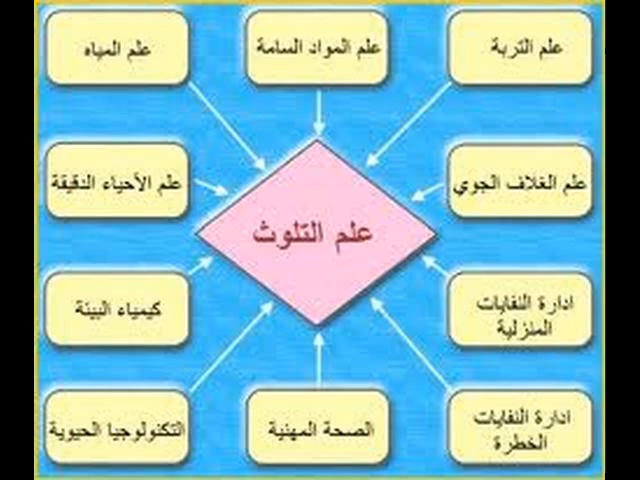 علم التربة
علم المواد السامة
علم المياه
علم الغلاف الجوي
علم الأحياء الدقيقة
علم التلوث
ادارة النفايات
المنزلية
كيمياء البيئة
ادارة النفايات
الخطرة
الصحة المهنية
التكنولوجيا الحيوية